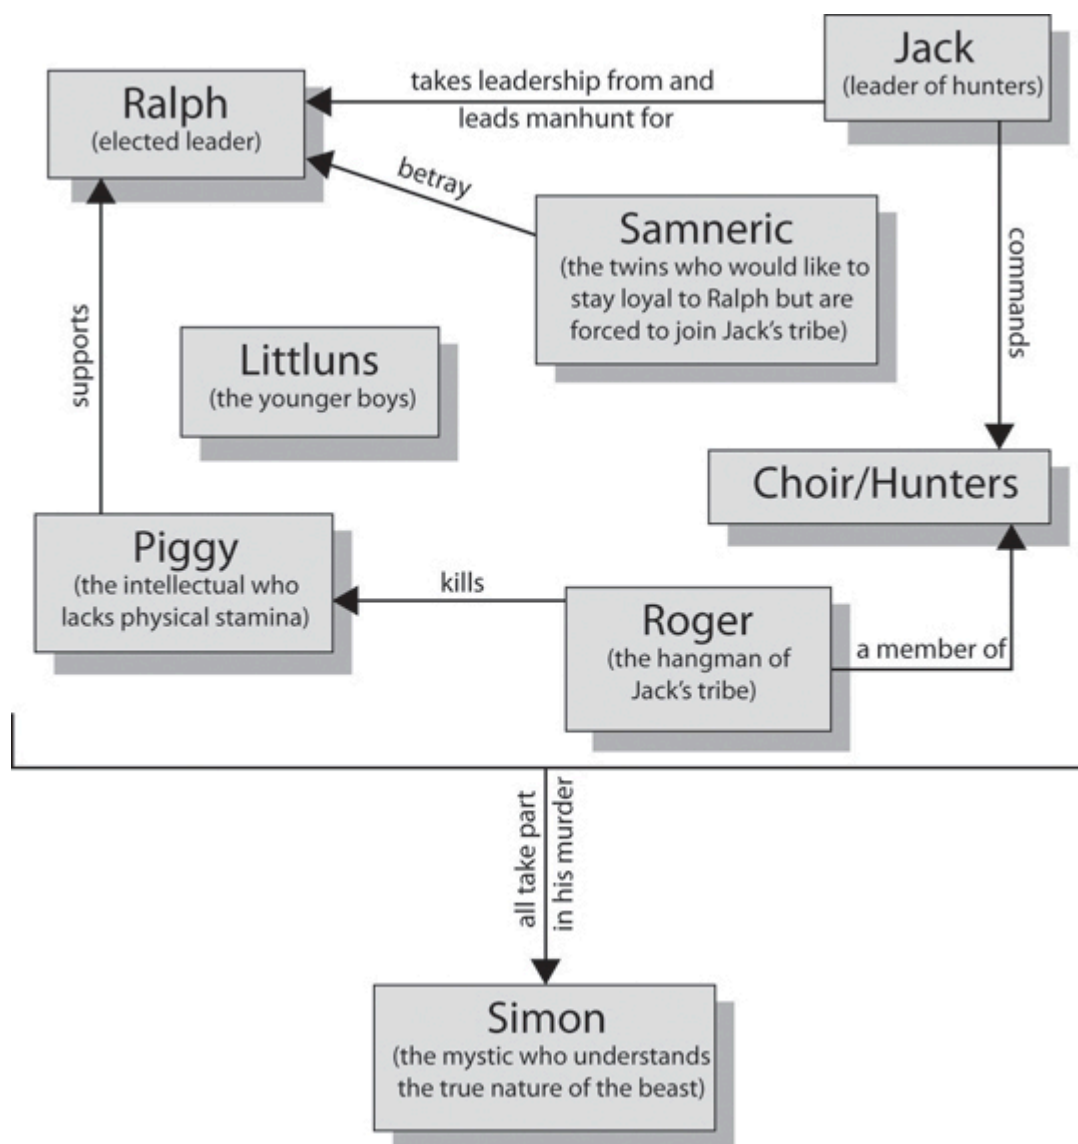 Jack
(leader of hunters)
takes leadership from and
leads manhunt for
Ralph
(elected leader)
betray
Samneric
(the twins who would like to
stay loyal to Ralph but are
forced to join Jack's tribe)
commands
supports
Littluns
(the younger boys)
Choir/Hunters
Piggy
(the intellectual who
lacks physical stamina)
kills
Roger
(the hangman of
Jack's tribe)
a member of
all take part
in his murder
Simon
(the mystic who understands
the true nature of the beast)